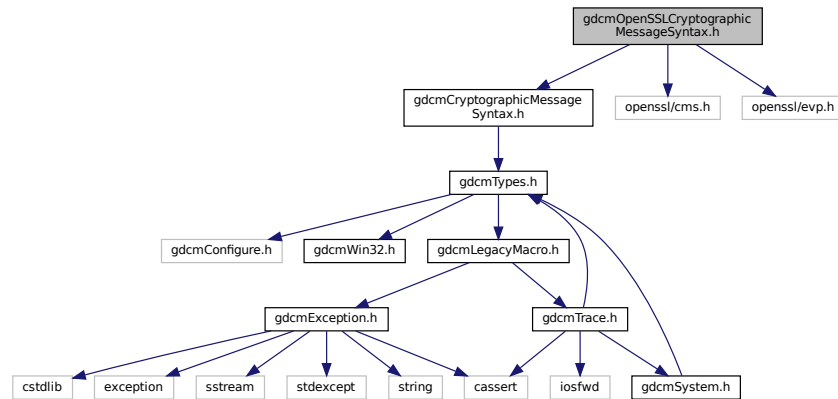 gdcmOpenSSLCryptographic
MessageSyntax.h
gdcmCryptographicMessage
Syntax.h
openssl/cms.h
openssl/evp.h
gdcmTypes.h
gdcmConfigure.h
gdcmWin32.h
gdcmLegacyMacro.h
gdcmException.h
gdcmTrace.h
cstdlib
exception
sstream
stdexcept
string
cassert
iosfwd
gdcmSystem.h